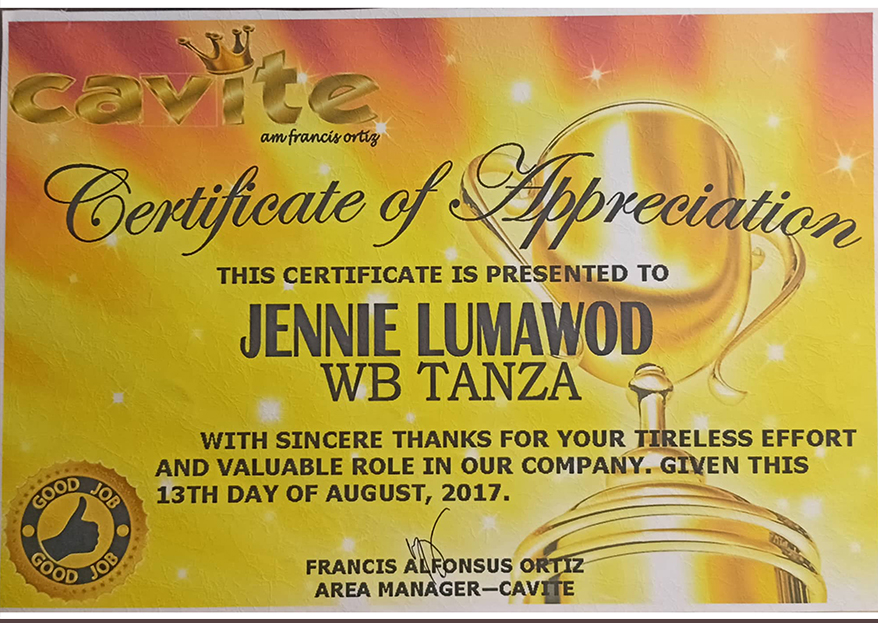 cavite
am francis ortiz
Certificate of Appreciation
THIS CERTIFICATE IS PRESENTED TO
JENNIE LUMAWOD
WB TANZA
WITH SINCERE THANKS FOR YOUR TIRELESS EFFORT
AND VALUABLE ROLE IN OUR COMPANY. GIVEN THIS
13TH DAY OF AUGUST, 2017.
GOOD JOB
GOOD JOB
FRANCIS ALFONSUS ORTIZ
AREA MANAGER—CAVITE